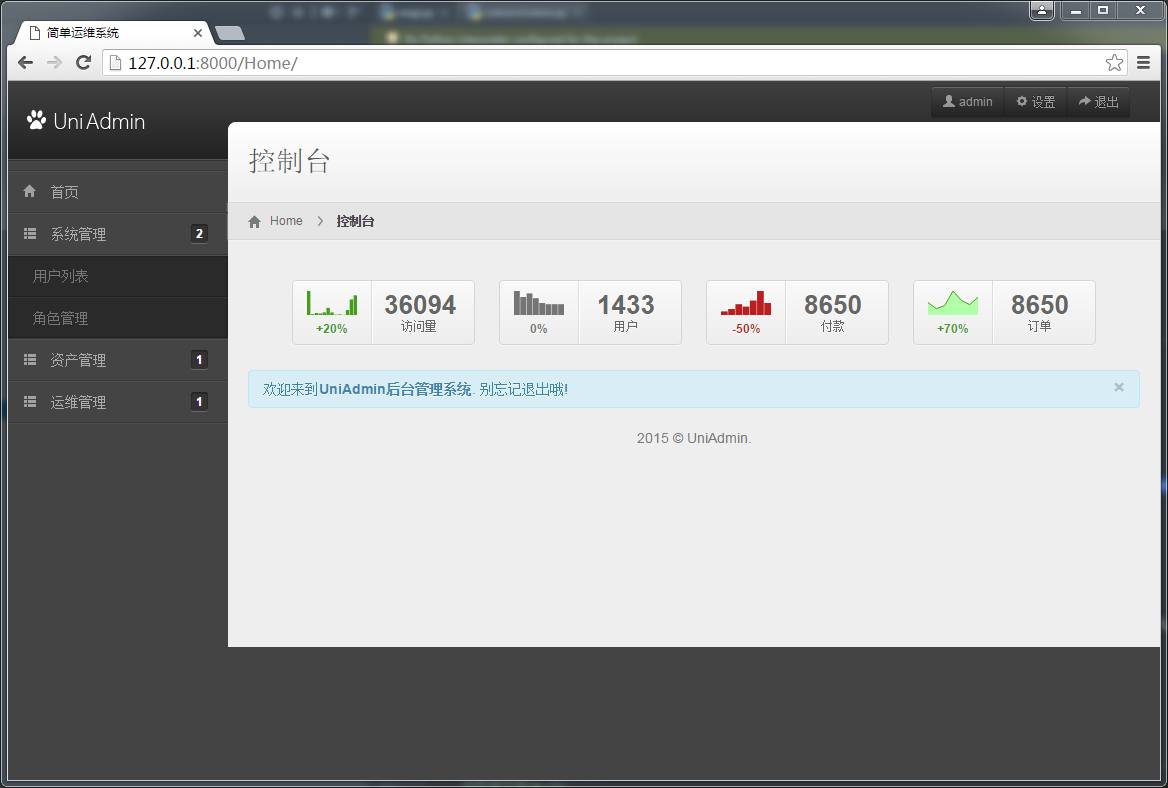 简单运维系统
127.0.0.1:8000/Home/
UniAdmin
admin
设置
退出
控制台
首页
系统管理
2
用户列表
角色管理
资产管理
1
运维管理
1
Home
控制台
+20%
36094
访问量
0%
1433
用户
-50%
8650
付款
+70%
8650
订单
欢迎来到UniAdmin后台管理系统. 别忘记退出哦!
2015 © UniAdmin.